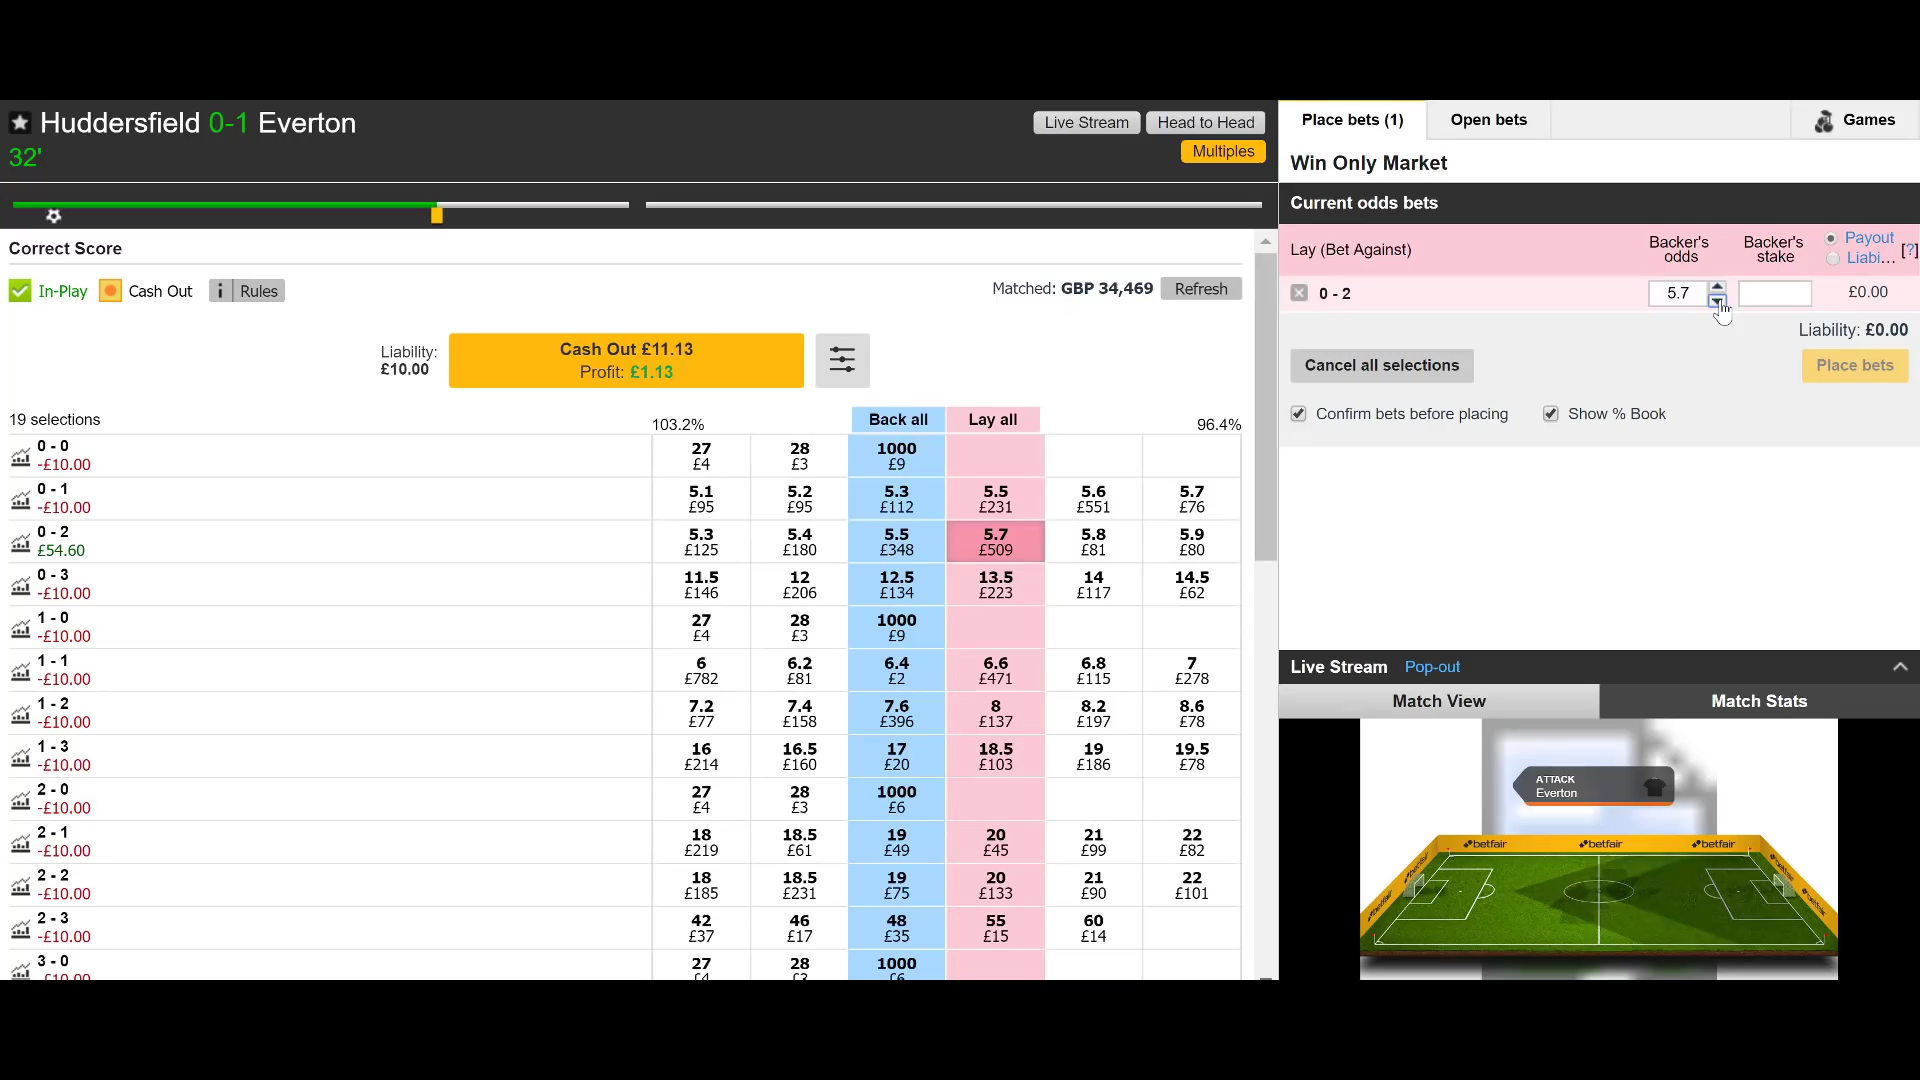 Huddersfield 0-1 Everton
32'
Live Stream
Head to Head
Multiples
Correct Score
In-Play
Cash Out
i Rules
Matched: GBP 34,469
Refresh
Liability:
£10.00
Cash Out £11.13
Profit: £1.13
19 selections
103.2%
Back all
Lay all
96.4%
0 - 0
-£10.00
27 28 1000
£4 £3 £9
0 - 1
-£10.00
5.1 5.2 5.3 5.5 5.6 5.7
£95 £95 £112 £231 £551 £76
0 - 2
£54.60
5.3 5.4 5.5 5.7 5.8 5.9
£125 £180 £348 £509 £81 £80
0 - 3
-£10.00
11.5 12 12.5 13.5 14 14.5
£146 £206 £134 £223 £117 £62
1 - 0
-£10.00
27 28 1000
£4 £3 £9
1 - 1
-£10.00
6 6.2 6.4 6.6 6.8 7
£782 £81 £2 £471 £115 £278
1 - 2
-£10.00
7.2 7.4 7.6 8 8.2 8.6
£77 £158 £396 £137 £197 £78
1 - 3
-£10.00
16 16.5 17 18.5 19 19.5
£214 £160 £20 £103 £186 £78
2 - 0
-£10.00
27 28 1000
£4 £3 £6
2 - 1
-£10.00
18 18.5 19 20 21 22
£219 £61 £49 £45 £99 £82
2 - 2
-£10.00
18 18.5 19 20 21 22
£185 £231 £75 £133 £90 £101
2 - 3
-£10.00
42 46 48 55 60
£37 £17 £35 £15 £14
3 - 0
-£10.00
27 28 1000
£4 £3 £6
Place bets (1)
Open bets
Games
Win Only Market
Current odds bets
Lay (Bet Against)
Backer's
odds
Backer's
stake
Payout
Liabi...
[?]
0 - 2
5.7
£0.00
Liability: £0.00
Cancel all selections
Place bets
Confirm bets before placing
Show % Book
Live Stream
Pop-out
Match View
Match Stats
ATTACK
Everton
betfair
betfair
betfair